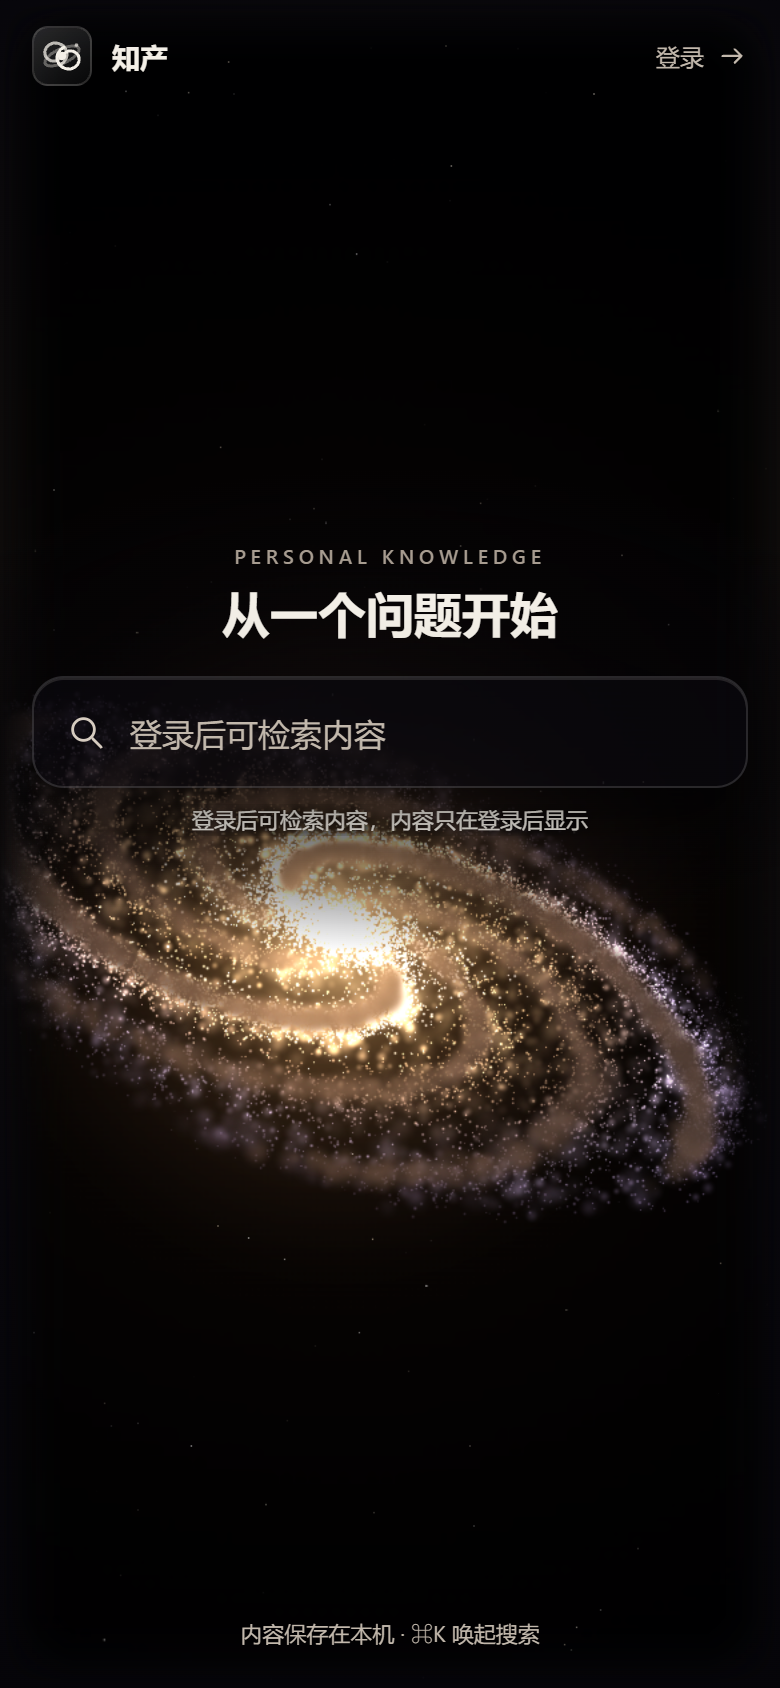 知产
登录 →
PERSONAL KNOWLEDGE
从一个问题开始
登录后可检索内容
登录后可检索内容，内容只在登录后显示
内容保存在本机 · ⌘K 唤起搜索